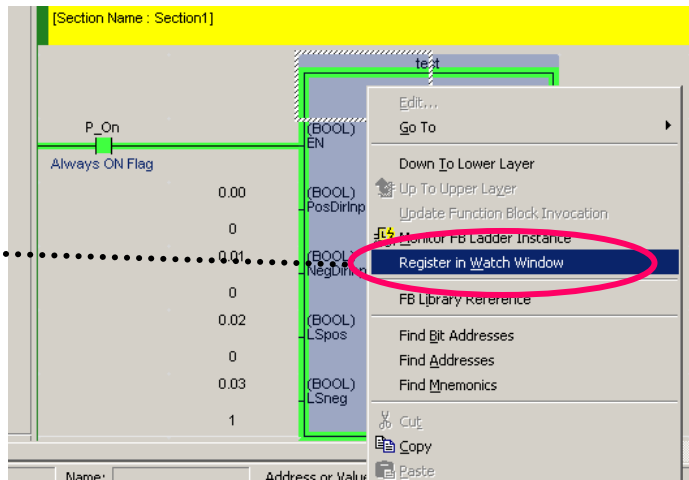 [Section Name : Section1]
test
Edit...
P_On
(BOOL)
Go To
EN
Always ON Flag
Down To Lower Layer
0.00
(BOOL)
Up To Upper Layer
PosDirInp
Update Function Block Invocation
0
Monitor FB Ladder Instance
0.01
(BOOL)
Register in Watch Window
0
FB Library Reference
0.02
(BOOL)
LSpos
Find Bit Addresses
0
Find Addresses
0.03
(BOOL)
Find Mnemonics
LSneg
1
Cut
Copy
Name:
Address or Value
Paste